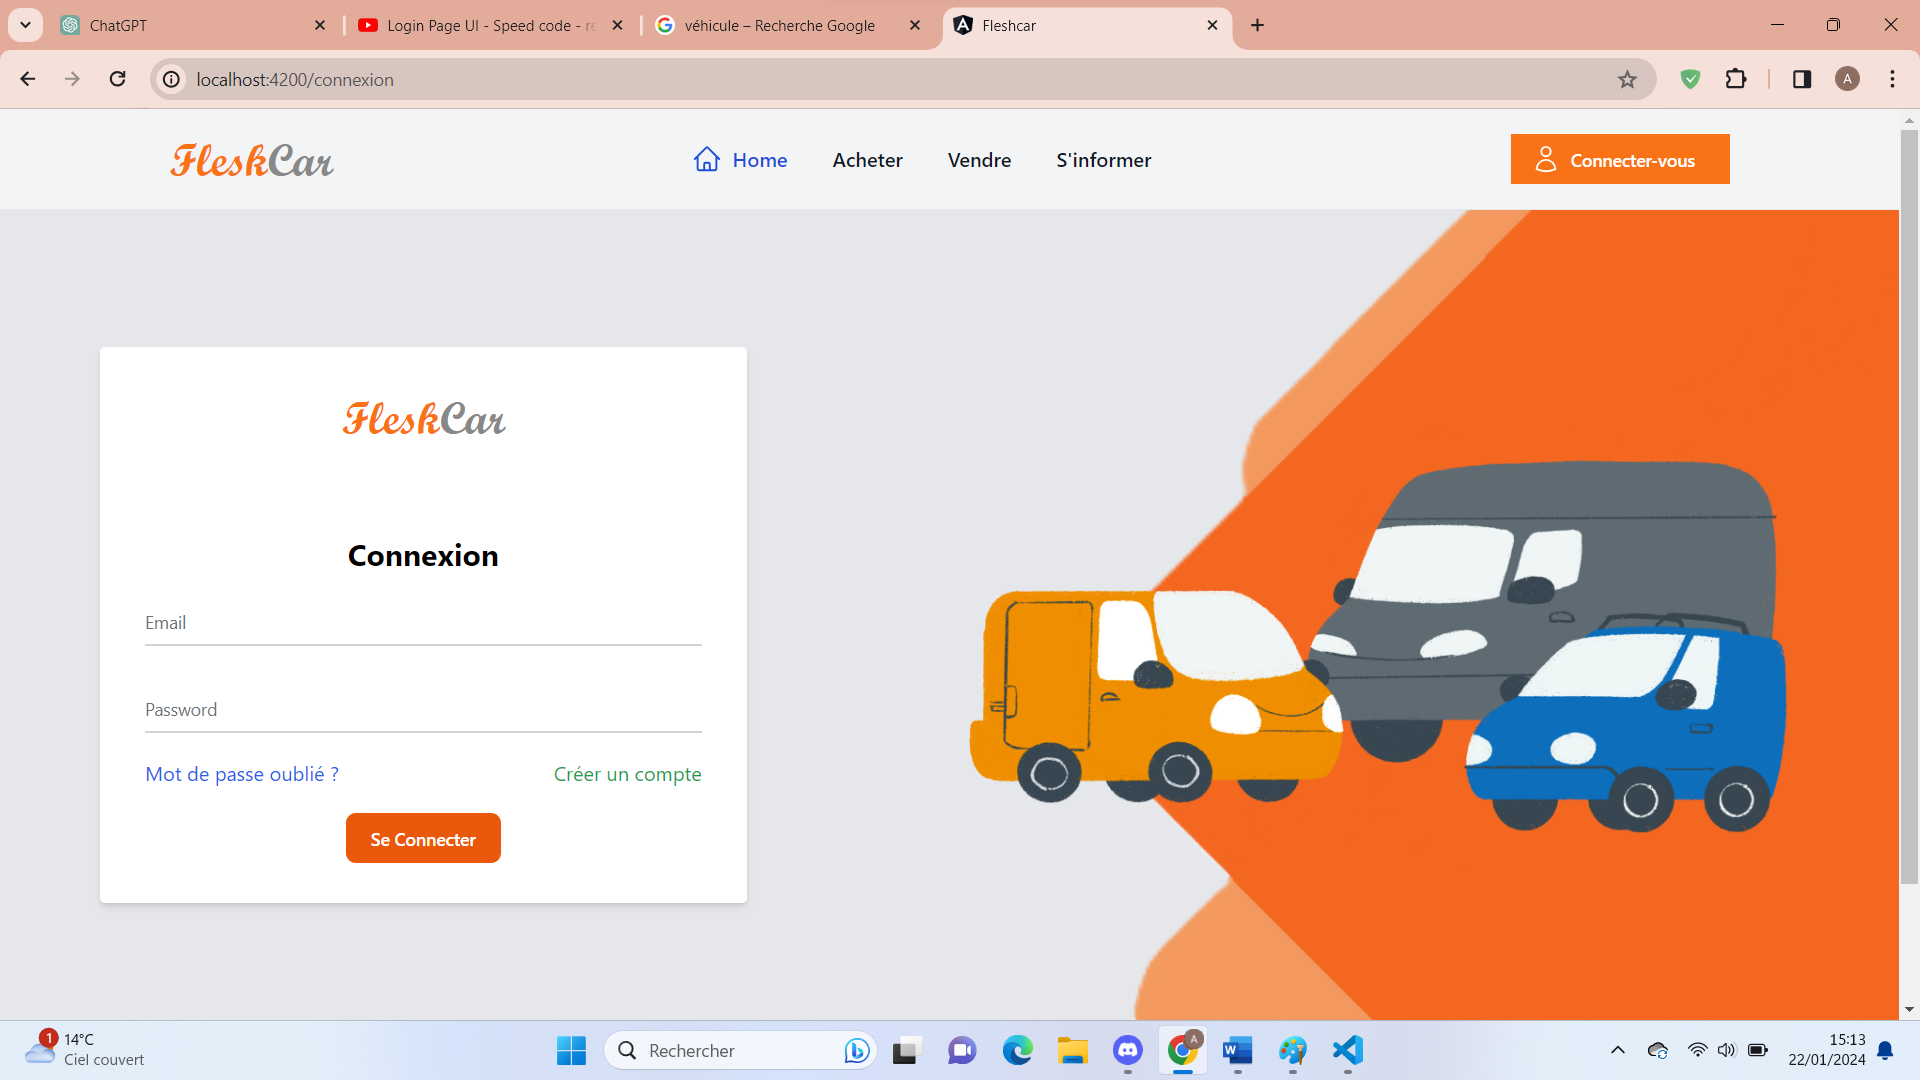 ChatGPT
Login Page UI - Speed code - re
véhicule – Recherche Google
Fleshcar
localhost:4200/connexion
A
FleskCar
Home
Acheter
Vendre
S'informer
Connecter-vous
FleskCar
Connexion
Email
Password
Mot de passe oublié ?
Créer un compte
Se Connecter
1
14°C
Ciel couvert
Rechercher
A
W
15:13
22/01/2024